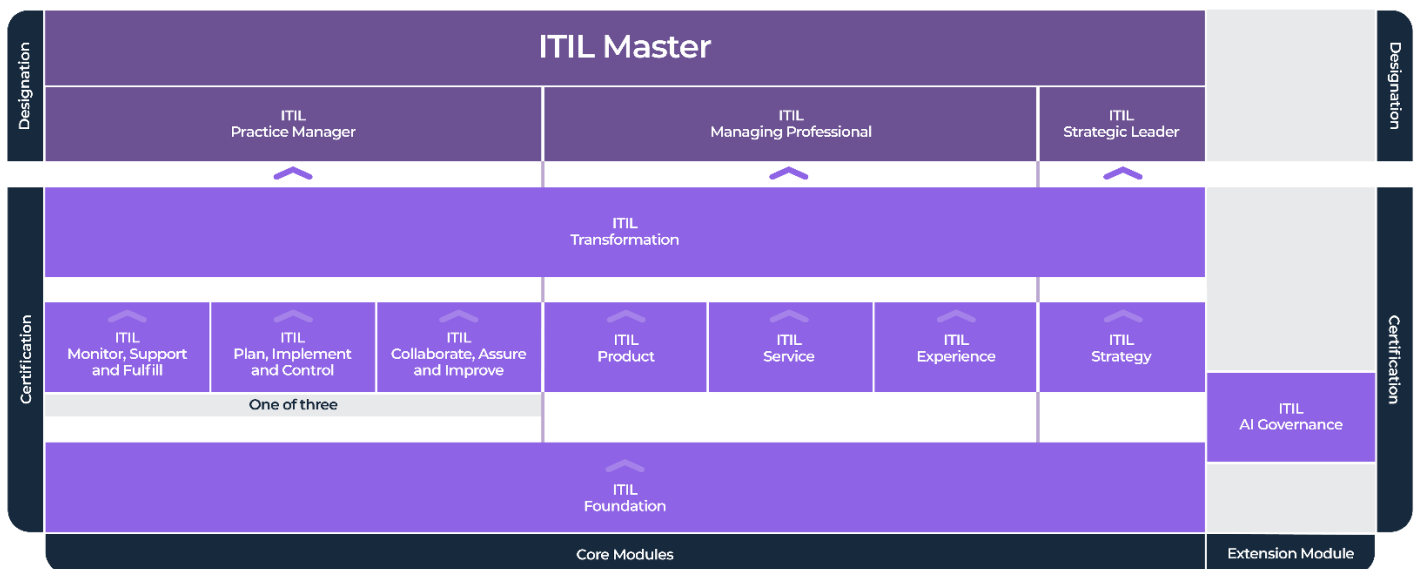 Designation
ITIL Master
Designation
ITIL
Practice Manager
ITIL
Managing Professional
ITIL
Strategic Leader
Certification
ITIL
Transformation
Certification
ITIL
Monitor, Support
and Fulfill
ITIL
Plan, Implement
and Control
ITIL
Collaborate, Assure
and Improve
ITIL
Product
ITIL
Service
ITIL
Experience
ITIL
Strategy
One of three
ITIL
AI Governance
ITIL
Foundation
Core Modules
Extension Module